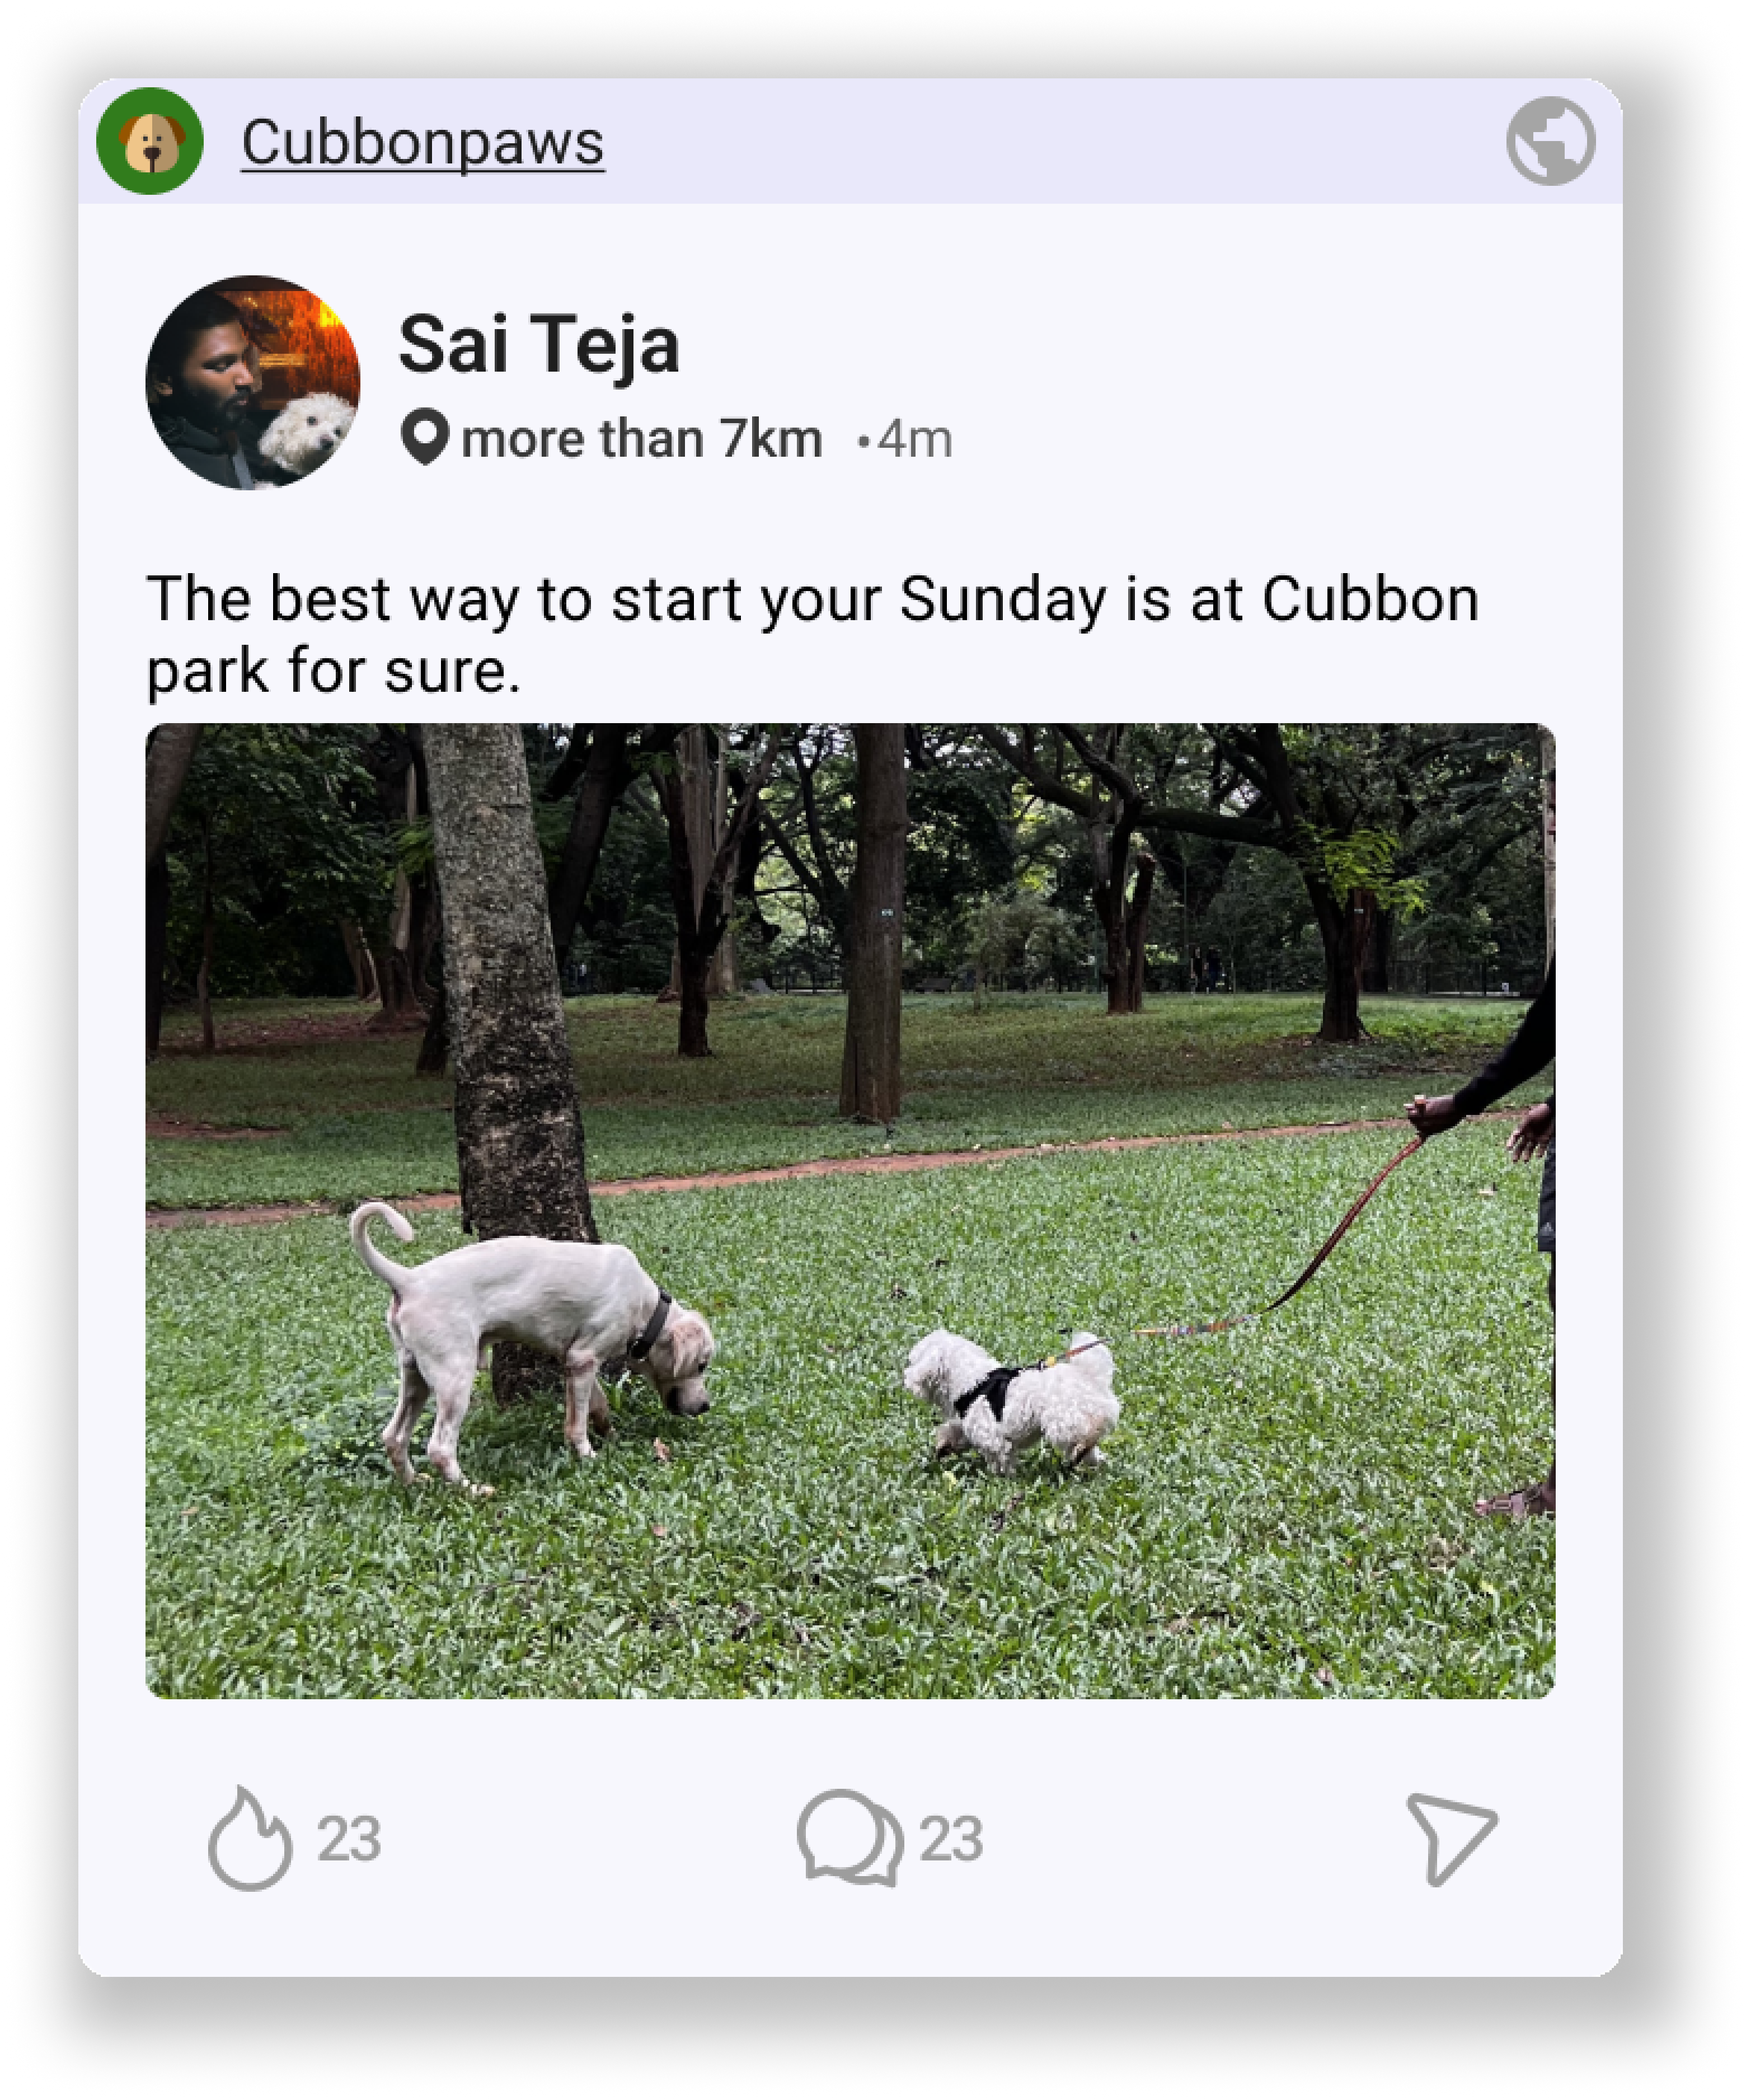 Cubbonpaws
Sai Teja
more than 7km •4m
The best way to start your Sunday is at Cubbon
park for sure.
23
23